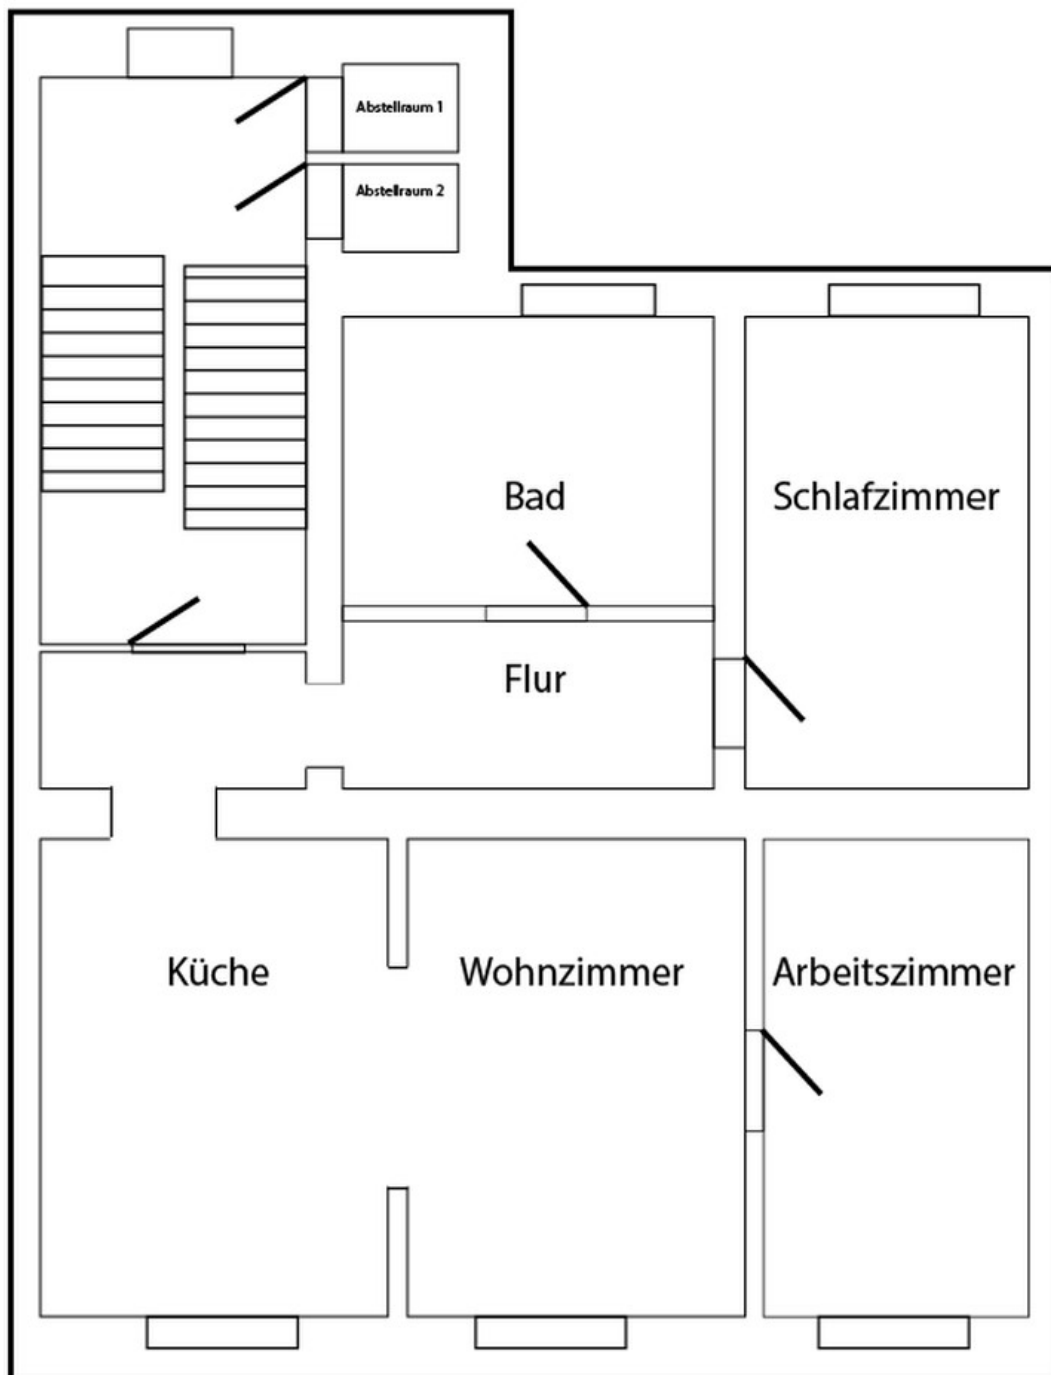 Abstellraum 1
Abstellraum 2
Bad
Schlafzimmer
Flur
Küche
Wohnzimmer
Arbeitszimmer